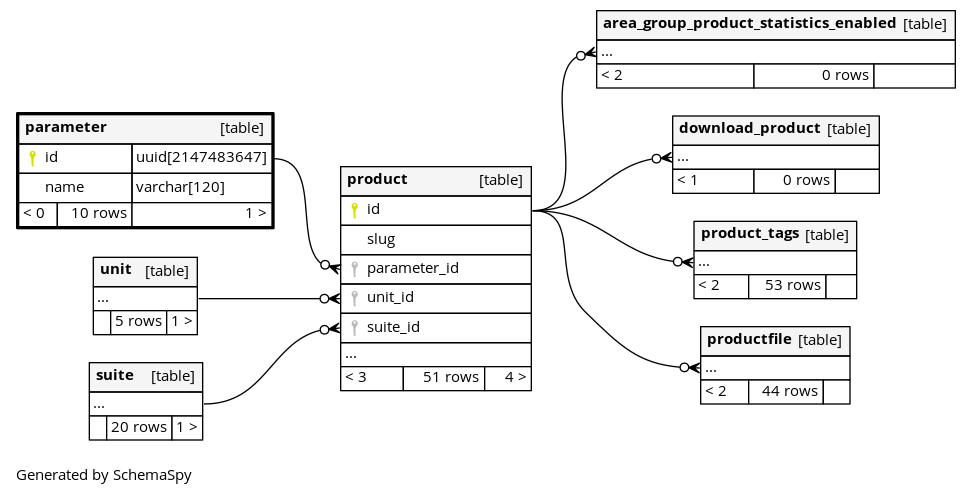 area_group_product_statistics_enabled [table]
...
< 2 0 rows
parameter [table]
id uuid[2147483647]
name varchar[120]
< 0 10 rows 1 >
download_product [table]
...
< 1 0 rows
product [table]
id
slug
parameter_id
unit_id
suite_id
...
< 3 51 rows 4 >
product_tags [table]
...
< 2 53 rows
unit [table]
...
5 rows 1 >
productfile [table]
...
< 2 44 rows
suite [table]
...
20 rows 1 >
Generated by SchemaSpy